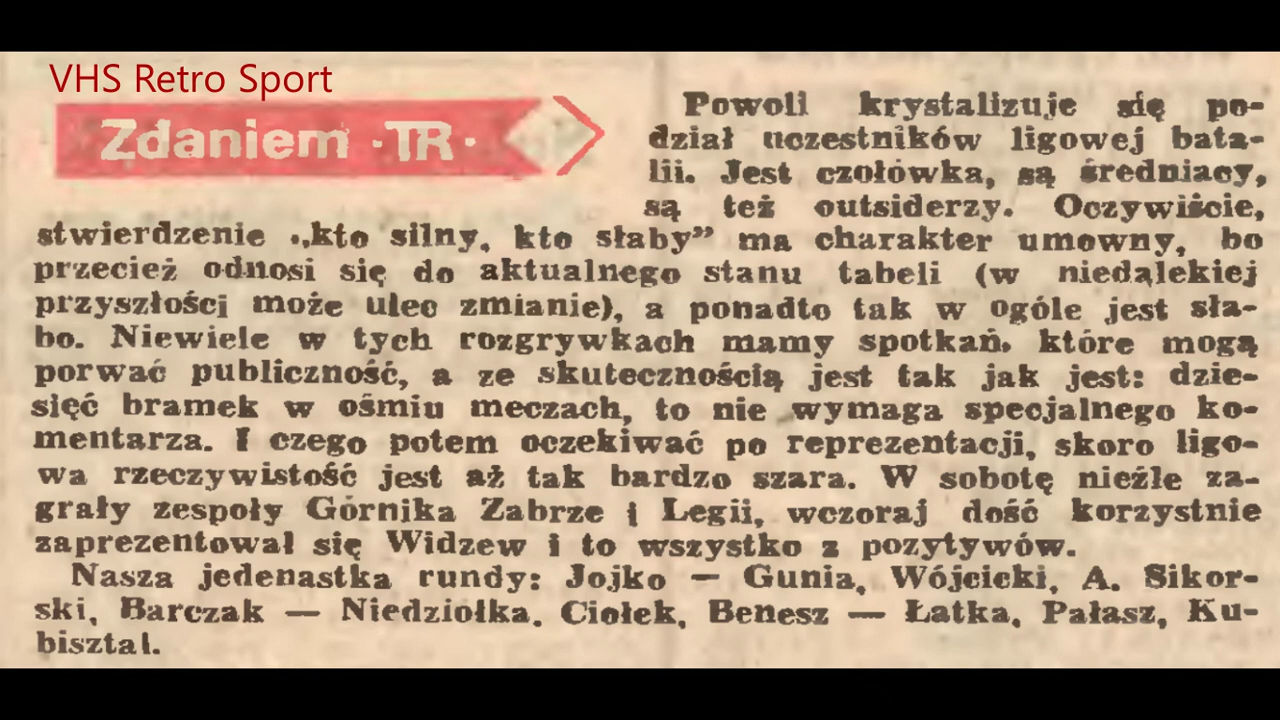 VHS Retro Sport
Zdaniem ·TR·
Powoli krystalizuje się po-
dział uczestników ligowej bata-
lii. Jest czołówka, są średniacy,
są też outsiderzy. Oczywiście,
stwierdzenie „kto silny, kto słaby” ma charakter umowny, bo
przecież odnosi się do aktualnego stanu tabeli (w niedalekiej
przyszłości może ulec zmianie), a ponadto tak w ogóle jest sła-
bo. Niewiele w tych rozgrywkach mamy spotkań, które mogą
porwać publiczność, a ze skutecznością jest tak jak jest: dzie-
sięć bramek w ośmiu meczach, to nie wymaga specjalnego ko-
mentarza. I czego potem oczekiwać po reprezentacji, skoro ligo-
wa rzeczywistość jest aż tak bardzo szara. W sobotę nieźle za-
grały zespoły Górnika Zabrze i Legii, wczoraj dość korzystnie
zaprezentował się Widzew i to wszystko z pozytywów.
Nasza jedenastka rundy: Jojko — Gunia, Wójcicki, A. Sikor-
ski, Barczak — Niedziółka, Ciołek, Benesz — Łatka, Pałasz, Ku-
bisztal.